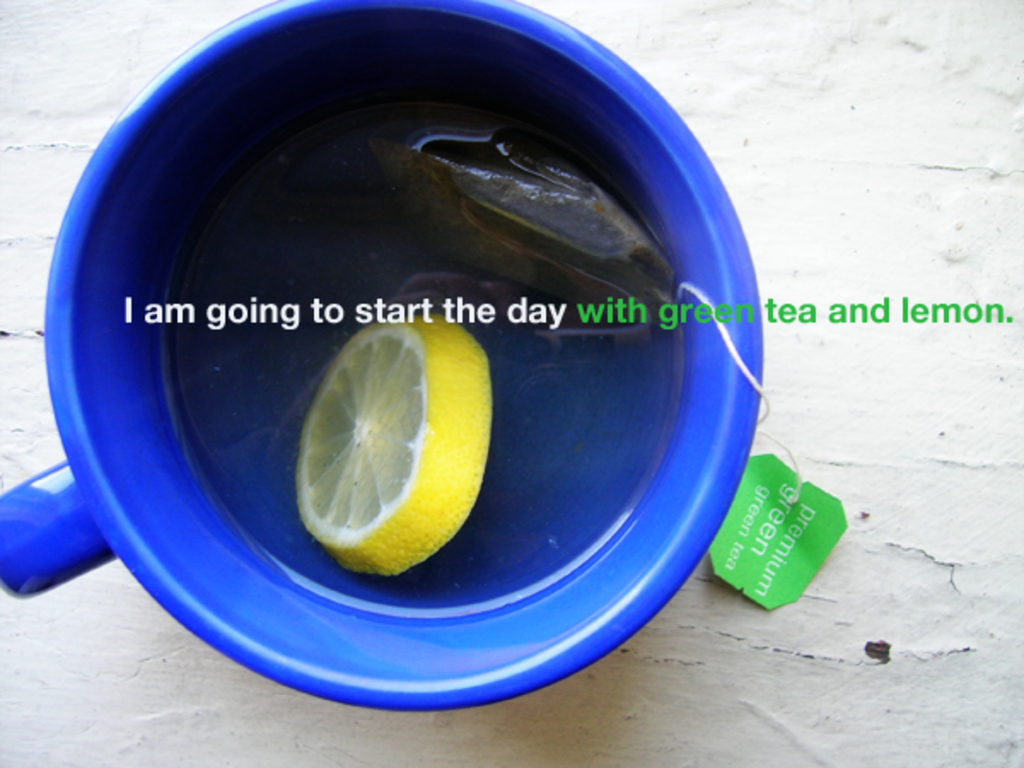 I am going to start the day with green tea and lemon.
premium
green
green tea